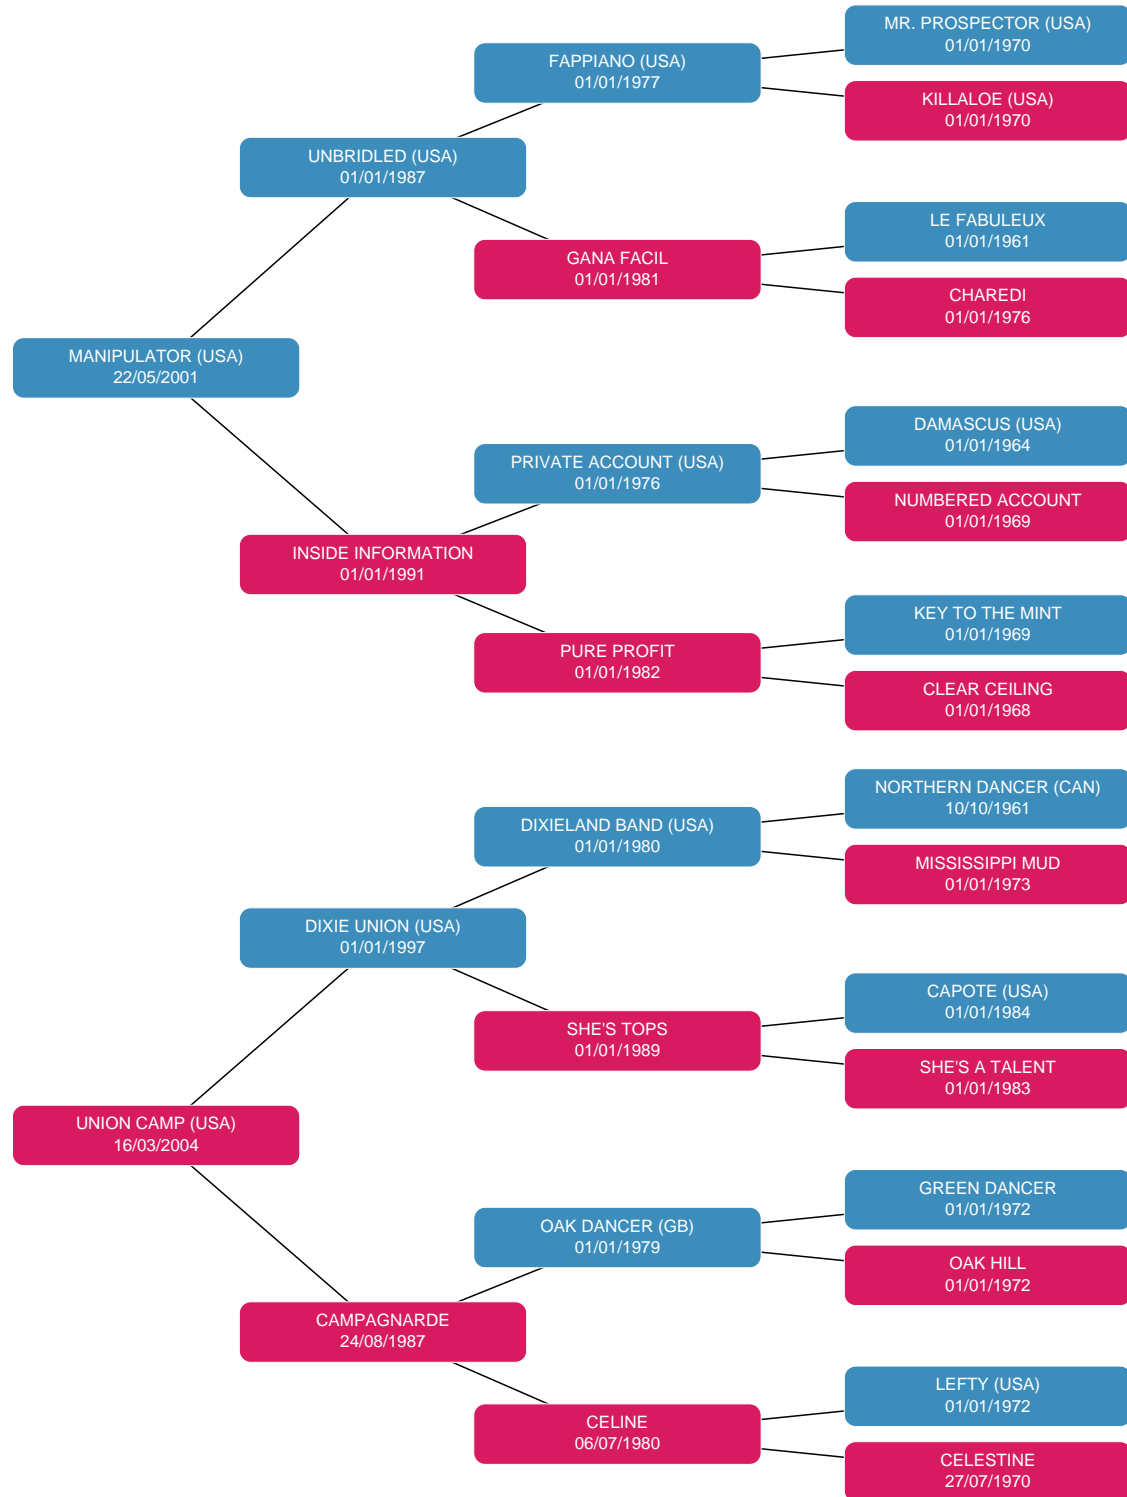 MR. PROSPECTOR (USA)
01/01/1970
FAPPIANO (USA)
01/01/1977
KILLALOE (USA)
01/01/1970
UNBRIDLED (USA)
01/01/1987
LE FABULEUX
01/01/1961
GANA FACIL
01/01/1981
CHAREDI
01/01/1976
MANIPULATOR (USA)
22/05/2001
DAMASCUS (USA)
01/01/1964
PRIVATE ACCOUNT (USA)
01/01/1976
NUMBERED ACCOUNT
01/01/1969
INSIDE INFORMATION
01/01/1991
KEY TO THE MINT
01/01/1969
PURE PROFIT
01/01/1982
CLEAR CEILING
01/01/1968
NORTHERN DANCER (CAN)
10/10/1961
DIXIELAND BAND (USA)
01/01/1980
MISSISSIPPI MUD
01/01/1973
DIXIE UNION (USA)
01/01/1997
CAPOTE (USA)
01/01/1984
SHE'S TOPS
01/01/1989
SHE'S A TALENT
01/01/1983
UNION CAMP (USA)
16/03/2004
GREEN DANCER
01/01/1972
OAK DANCER (GB)
01/01/1979
OAK HILL
01/01/1972
CAMPAGNARDE
24/08/1987
LEFTY (USA)
01/01/1972
CELINE
06/07/1980
CELESTINE
27/07/1970